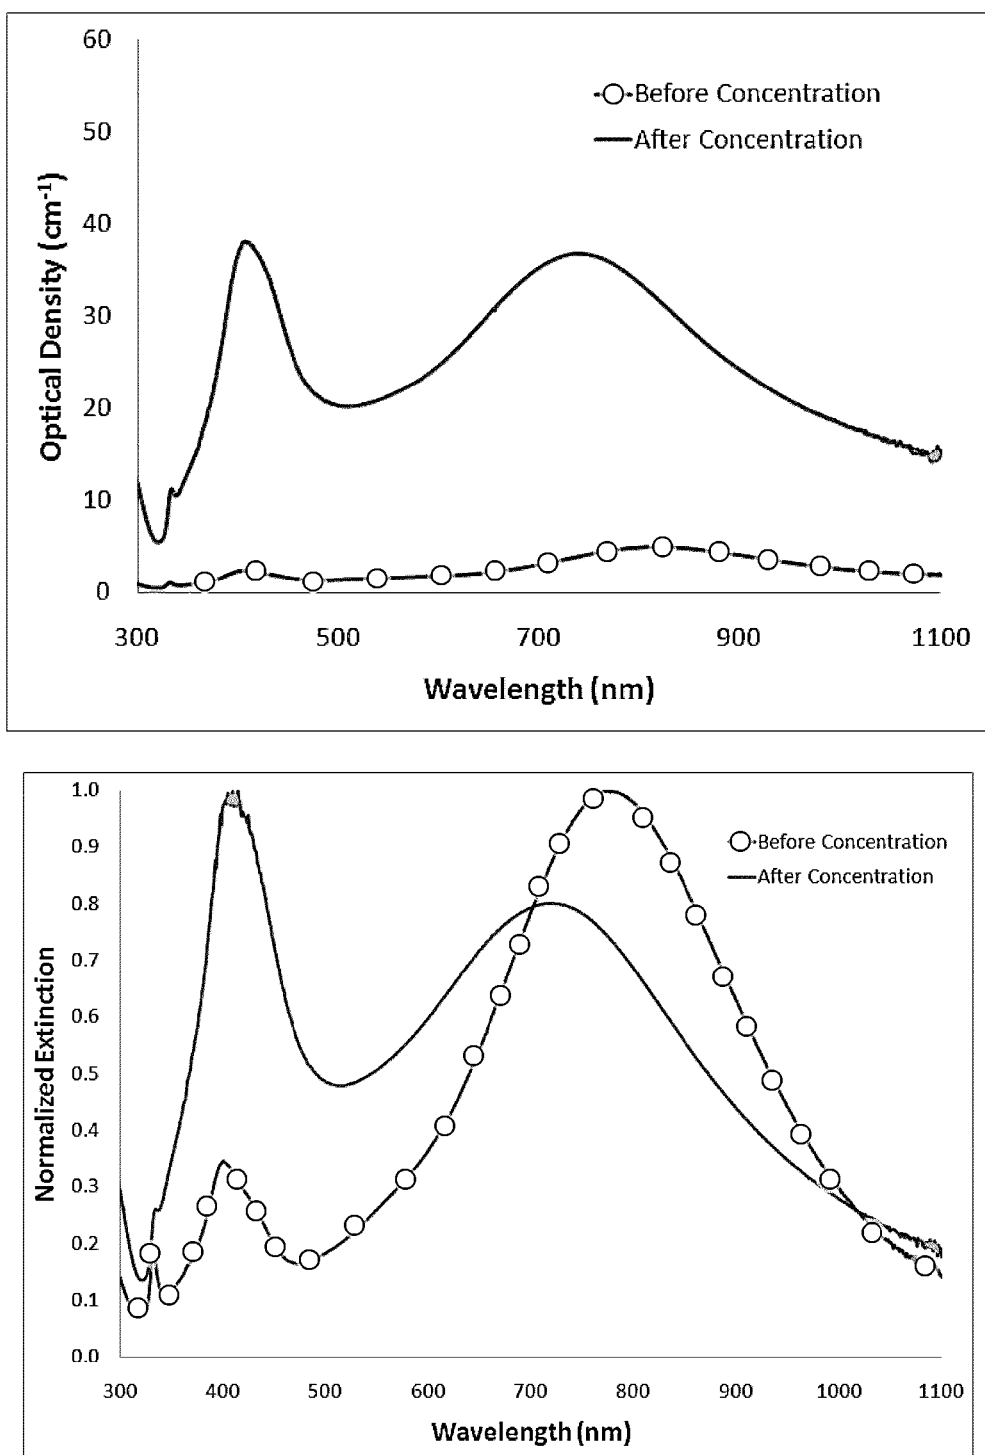 60
50
40
30
20
10
0
Optical Density (cm-1)
Before Concentration
After Concentration
300 500 700 900 1100
Wavelength (nm)
1.0
0.9
0.8
0.7
0.6
0.5
0.4
0.3
0.2
0.1
0.0
Normalized Extinction
Before Concentration
After Concentration
300 400 500 600 700 800 900 1000 1100
Wavelength (nm)